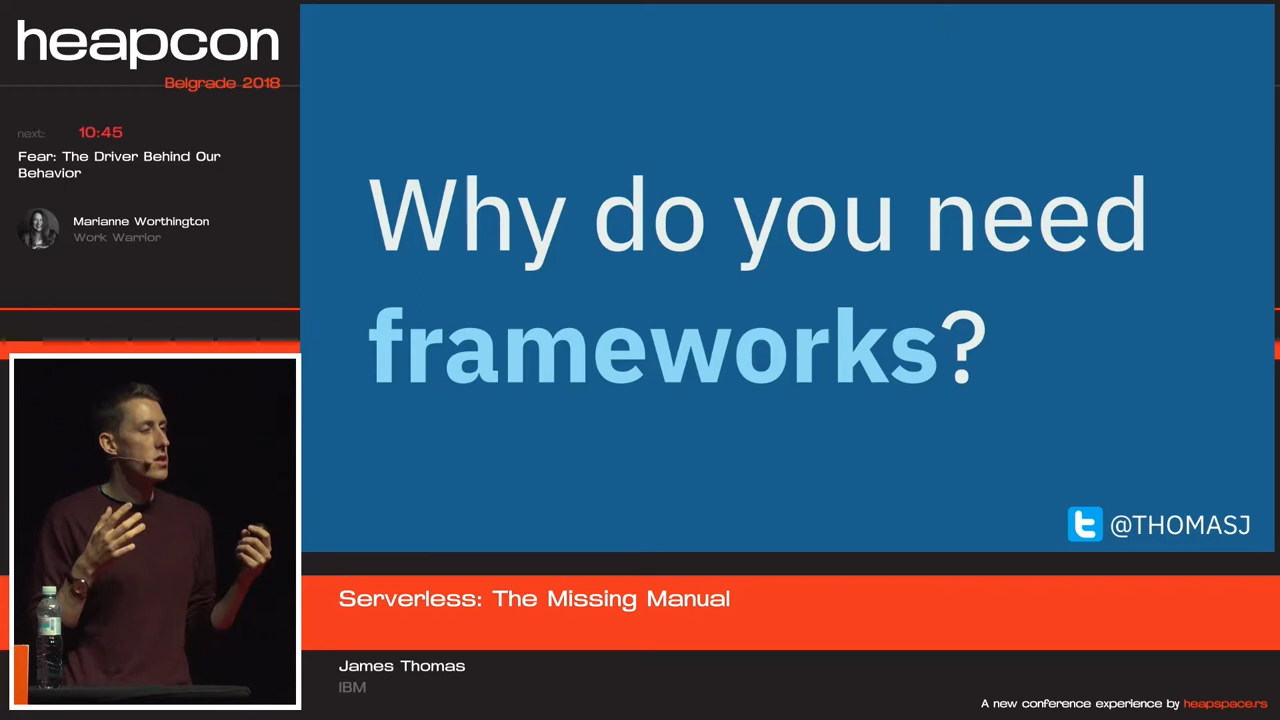 heapcon
Belgrade 2018
next: 10:45
Fear: The Driver Behind Our
Behavior
Marianne Worthington
Work Warrior
Why do you need
frameworks?
@THOMASJ
Serverless: The Missing Manual
James Thomas
IBM
A new conference experience by heapspace.rs